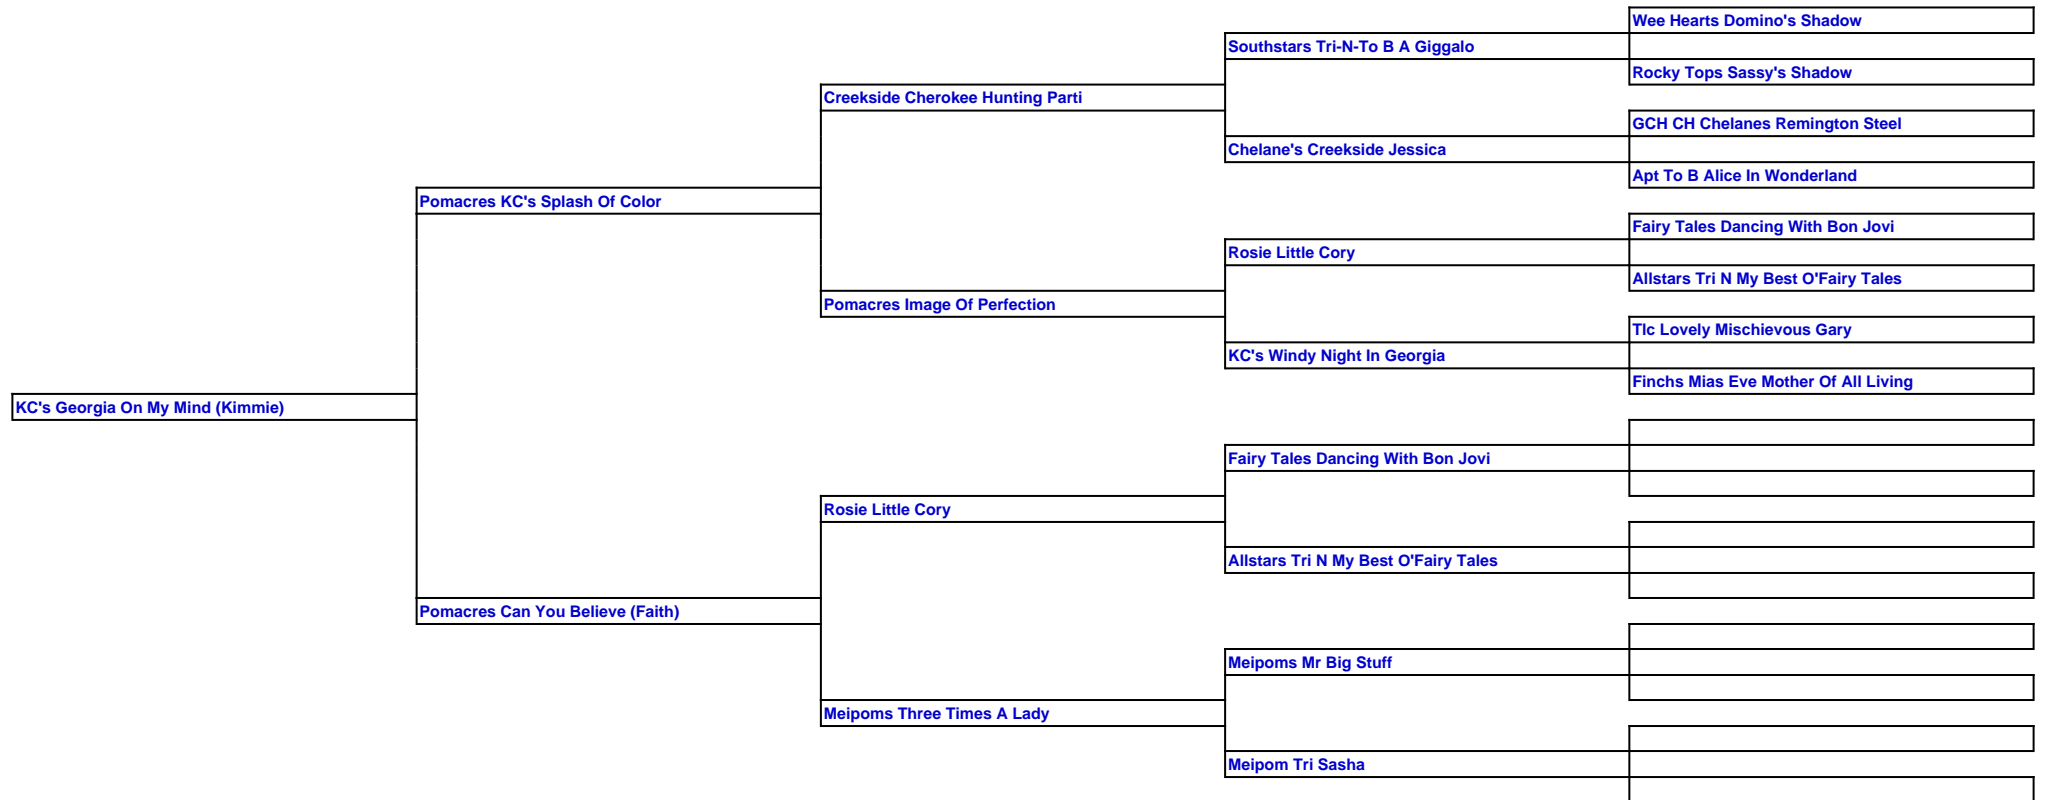 Wee Hearts Domino's Shadow
Southstars Tri-N-To B A Giggalo
Rocky Tops Sassy's Shadow
Creekside Cherokee Hunting Parti
GCH CH Chelanes Remington Steel
Chelane's Creekside Jessica
Apt To B Alice In Wonderland
Pomacres KC's Splash Of Color
Fairy Tales Dancing With Bon Jovi
Rosie Little Cory
Allstars Tri N My Best O'Fairy Tales
Pomacres Image Of Perfection
Tlc Lovely Mischievous Gary
KC's Windy Night In Georgia
Finchs Mias Eve Mother Of All Living
KC's Georgia On My Mind (Kimmie)
Fairy Tales Dancing With Bon Jovi
Rosie Little Cory
Allstars Tri N My Best O'Fairy Tales
Pomacres Can You Believe (Faith)
Meipoms Mr Big Stuff
Meipoms Three Times A Lady
Meipom Tri Sasha